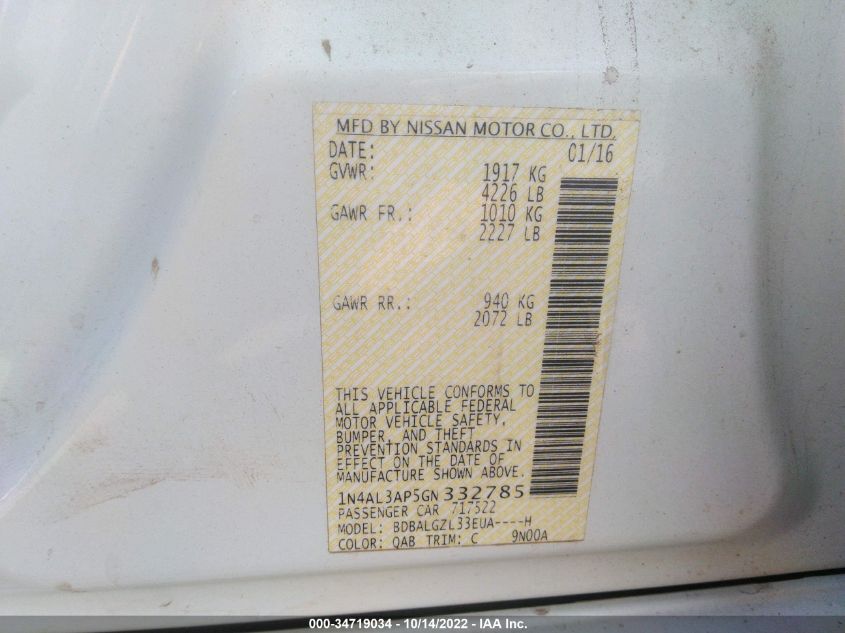 MFD BY NISSAN MOTOR CO., LTD.
DATE: 01/16
GVWR: 1917 KG
4226 LB
GAWR FR.: 1010 KG
2227 LB
GAWR RR.: 940 KG
2072 LB
THIS VEHICLE CONFORMS TO
ALL APPLICABLE FEDERAL
MOTOR VEHICLE SAFETY,
BUMPER, AND THEFT
PREVENTION STANDARDS IN
EFFECT ON THE DATE OF
MANUFACTURE SHOWN ABOVE.
1N4AL3AP5GN332785
PASSENGER CAR 717522
MODEL: BDBALGZL33EUA----H
COLOR: QAB TRIM: C 9N00A
000-34719034 - 10/14/2022 - IAA Inc.